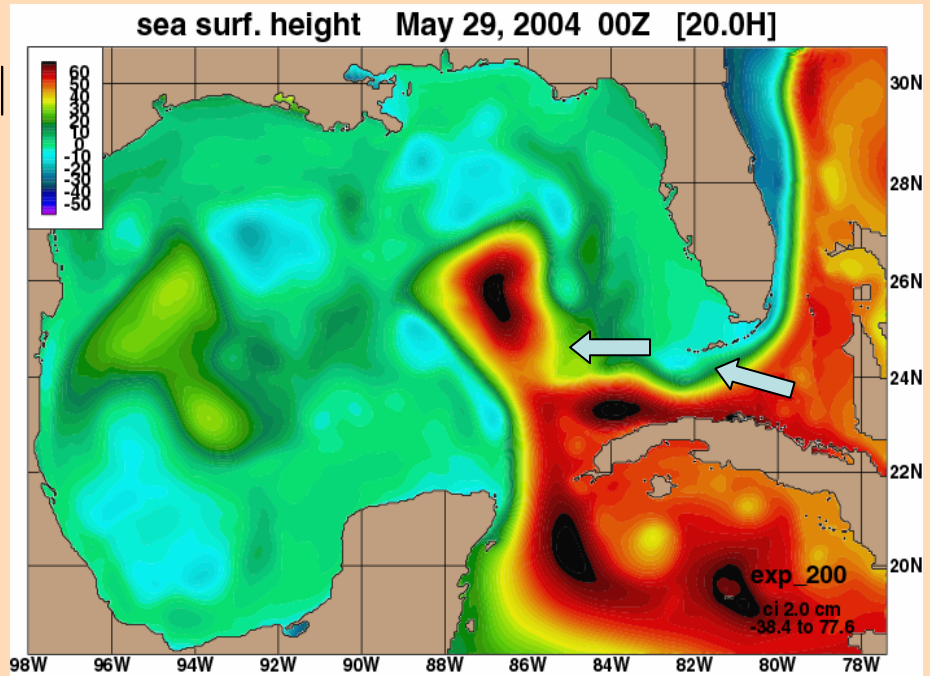 sea surf. height May 29, 2004 00Z [20.0H]
60
50
40
30
20
10
0
-10
-20
-30
-40
-50
30N
28N
26N
24N
22N
20N
exp_200
ci 2.0 cm
-38.4 to 77.6
98W 96W 94W 92W 90W 88W 86W 84W 82W 80W 78W